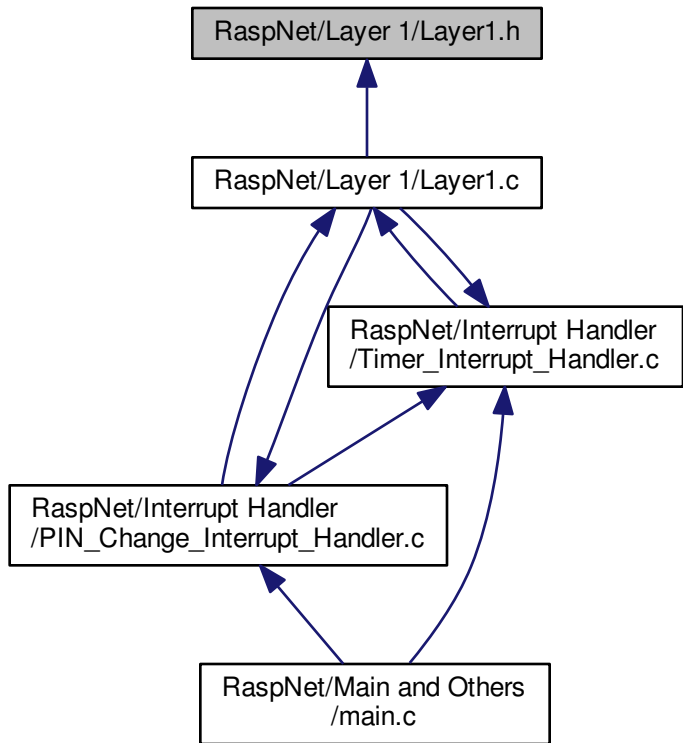 RaspNet/Layer 1/Layer1.h
RaspNet/Layer 1/Layer1.c
RaspNet/Interrupt Handler
/Timer_Interrupt_Handler.c
RaspNet/Interrupt Handler
/PIN_Change_Interrupt_Handler.c
RaspNet/Main and Others
/main.c